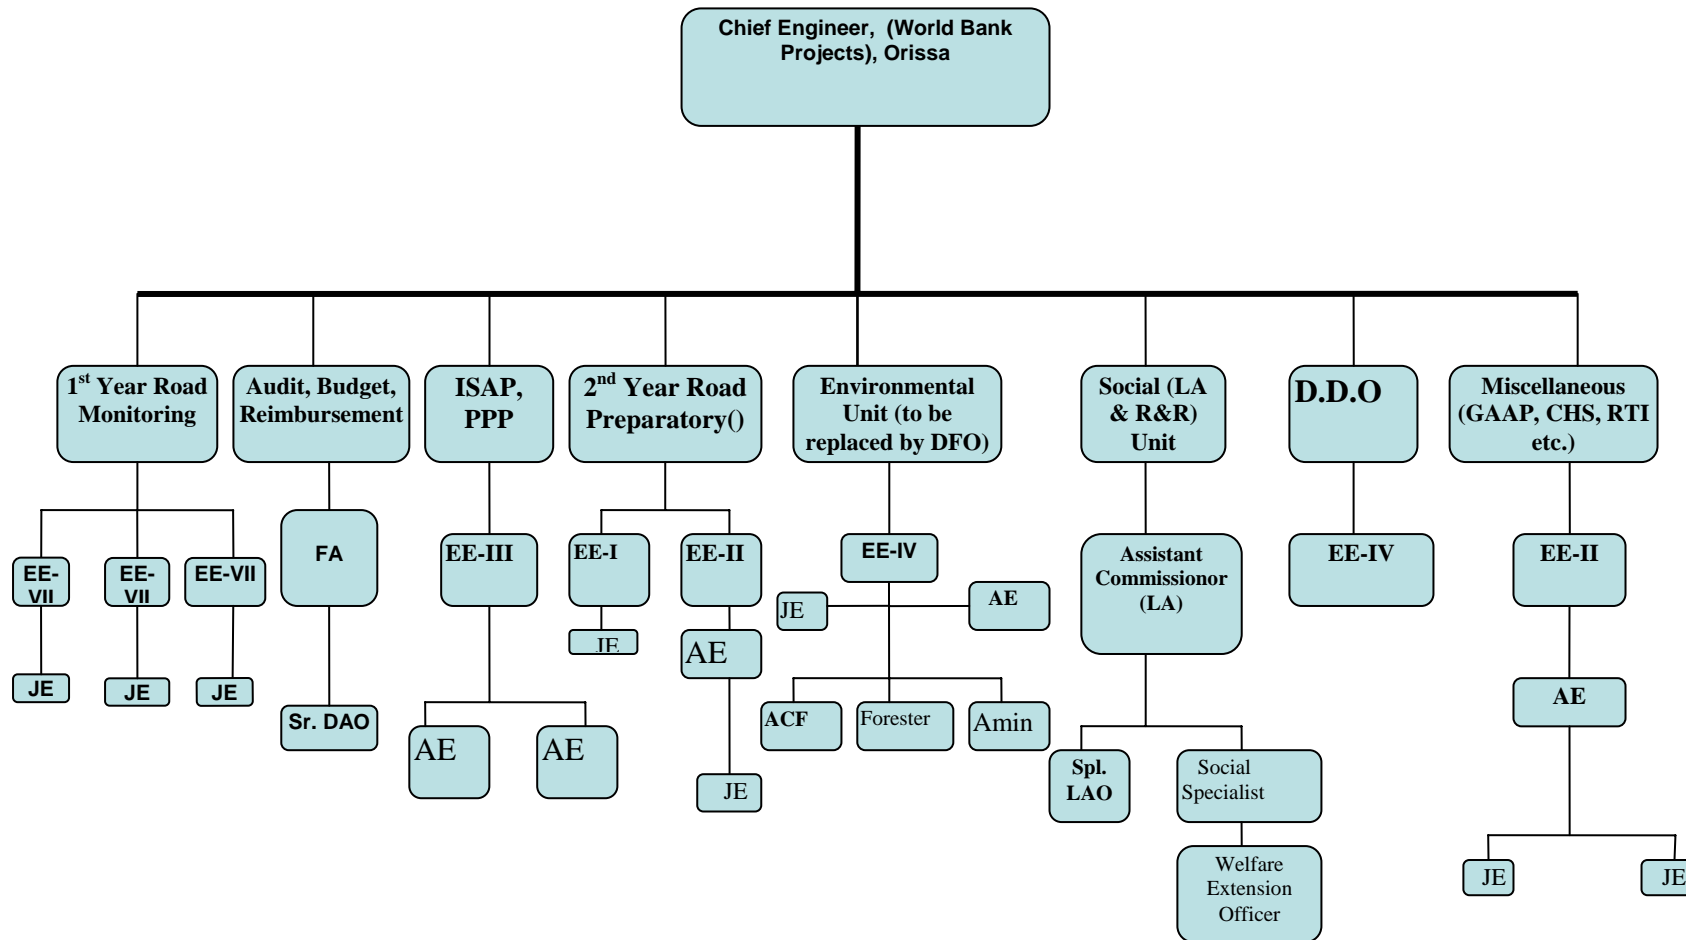 Chief Engineer, (World Bank
Projects), Orissa
1st Year Road
Monitoring
Audit, Budget,
Reimbursement
ISAP,
PPP
2nd Year Road
Preparatory()
Environmental
Unit (to be
replaced by DFO)
Social (LA
& R&R)
Unit
D.D.O
Miscellaneous
(GAAP, CHS, RTI
etc.)
EE-
VII
EE-
VII
EE-VII
FA
EE-III
EE-I
EE-II
EE-IV
Assistant
Commissionor
(LA)
EE-IV
EE-II
JE
AE
JE
AE
JE
JE
JE
Sr. DAO
AE
AE
JE
ACF
Forester
Amin
Spl.
LAO
Social
Specialist
AE
Welfare
Extension
Officer
JE
JE